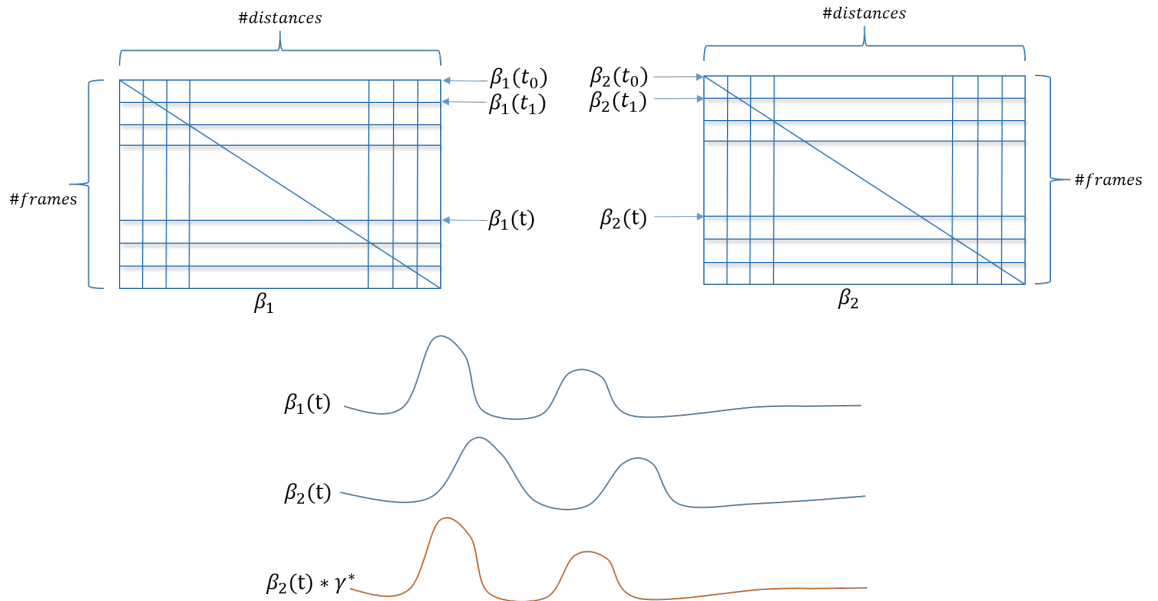 #distances
#distances
β₁(t₀)
β₂(t₀)
β₁(t₁)
β₂(t₁)
#frames
#frames
β₁(t)
β₂(t)
β₁
β₂
β₁(t)
β₂(t)
β₂(t) ∗ γ*